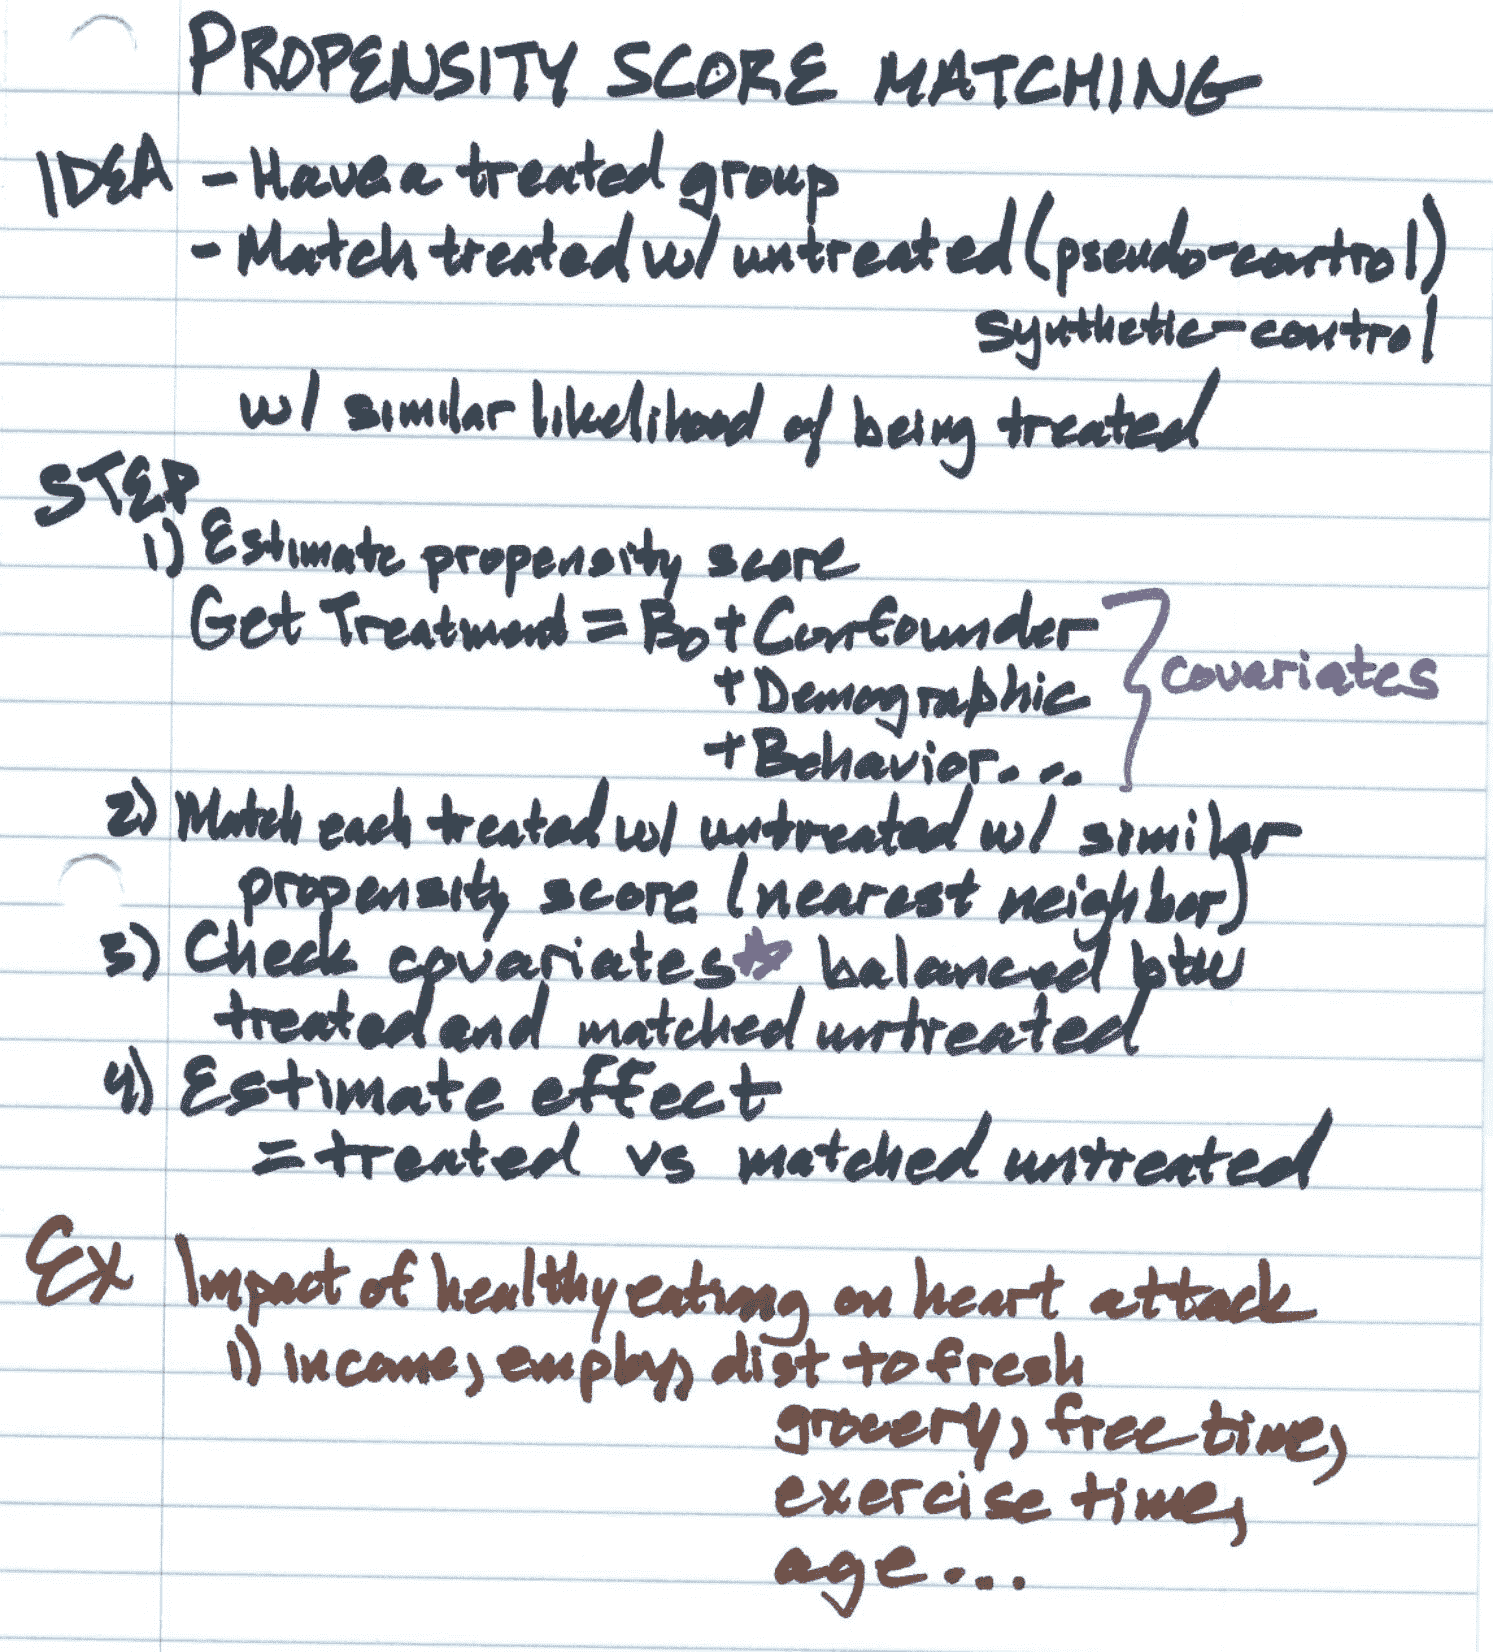 PROPENSITY SCORE MATCHING
IDEA - Have a treated group
- Match treated w/ untreated (pseudo-control)
synthetic-control
w/ similar likelihood of being treated
STEP
1) Estimate propensity score
Get Treatment = B0 + Confounder
+ Demographic
+ Behavior...
covariates
2) Match each treated w/ untreated w/ similar
propensity score (nearest neighbor)
3) Check covariates☆ balanced btw
treated and matched untreated
4) Estimate effect
= treated vs matched untreated
Ex Impact of healthy eating on heart attack
1) income, employ, dist to fresh
grocery, free time,
exercise time,
age...